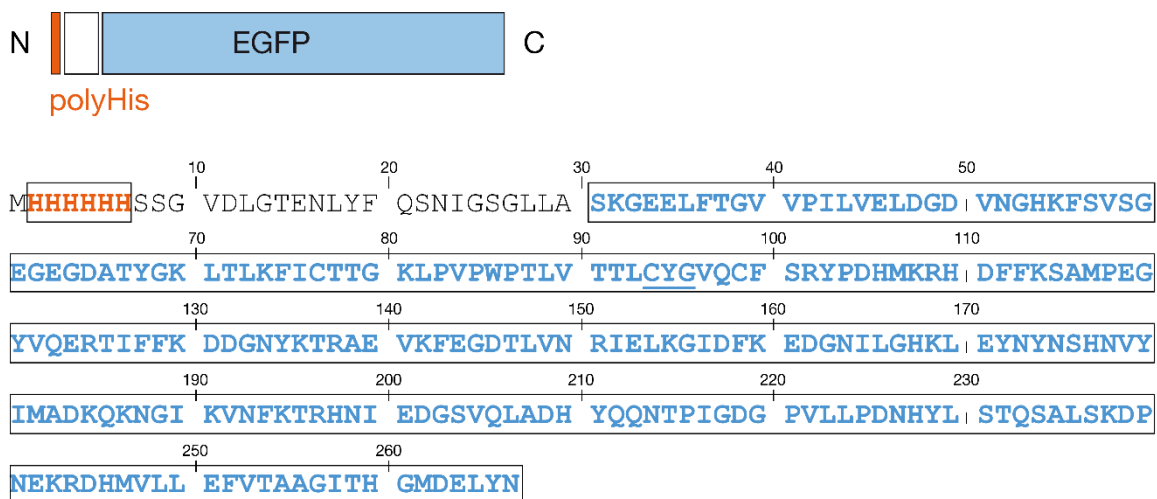 N EGFP C
polyHis
10 20 30 40 50
MHHHHHHSSG VDLGTENLYF QSNIGSGLLA SKGEELFTGV VPILVELDGD VNGHKFSVSG
70 80 90 100 110
EGEGDATYGK LTLKFICTTG KLPVPWPTLV TTLCYGVQCF SRYPDHMKRH DFFKSAMPEG
130 140 150 160 170
YVQERTIFFK DDGNYKTRAE VKFEGDTLVN RIELKGIDFK EDGNILGHKL EYNYNSHNVY
190 200 210 220 230
IMADKQKNGI KVNFKTRHNI EDGSVQLADH YQQNTPIGDG PVLLPDNHYL STQSALSKDP
250 260
NEKRDHMVLL EFVTAAGITH GMDELYN